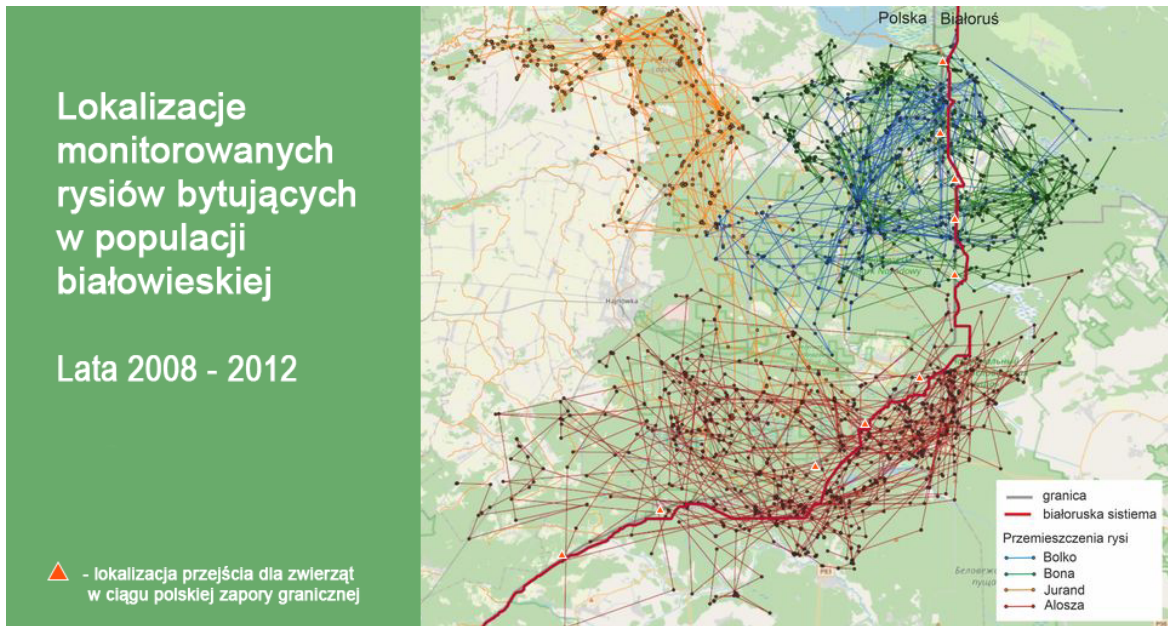 Lokalizacje
monitorowanych
rysiów bytujących
w populacji
białowieskiej
Lata 2008 - 2012
- lokalizacja przejścia dla zwierząt
w ciągu polskiej zapory granicznej
Polska Białoruś
Hajnówka
granica
białoruska sistiema
Przemieszczenia rysi
Bolko
Bona
Jurand
Alosza
P83